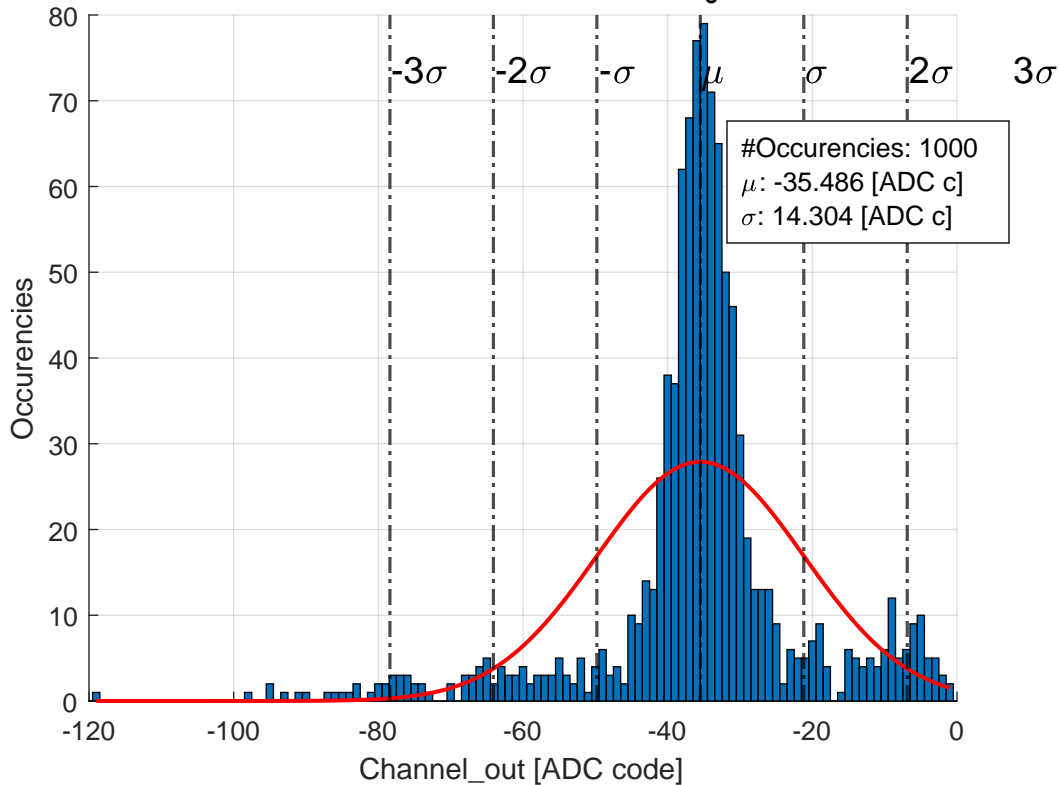 80
70
60
50
40
30
20
10
0
Occurencies
-3σ -2σ -σ μ σ 2σ 3σ
#Occurencies: 1000
μ: -35.486 [ADC c]
σ: 14.304 [ADC c]
-120 -100 -80 -60 -40 -20 0
Channel_out [ADC code]